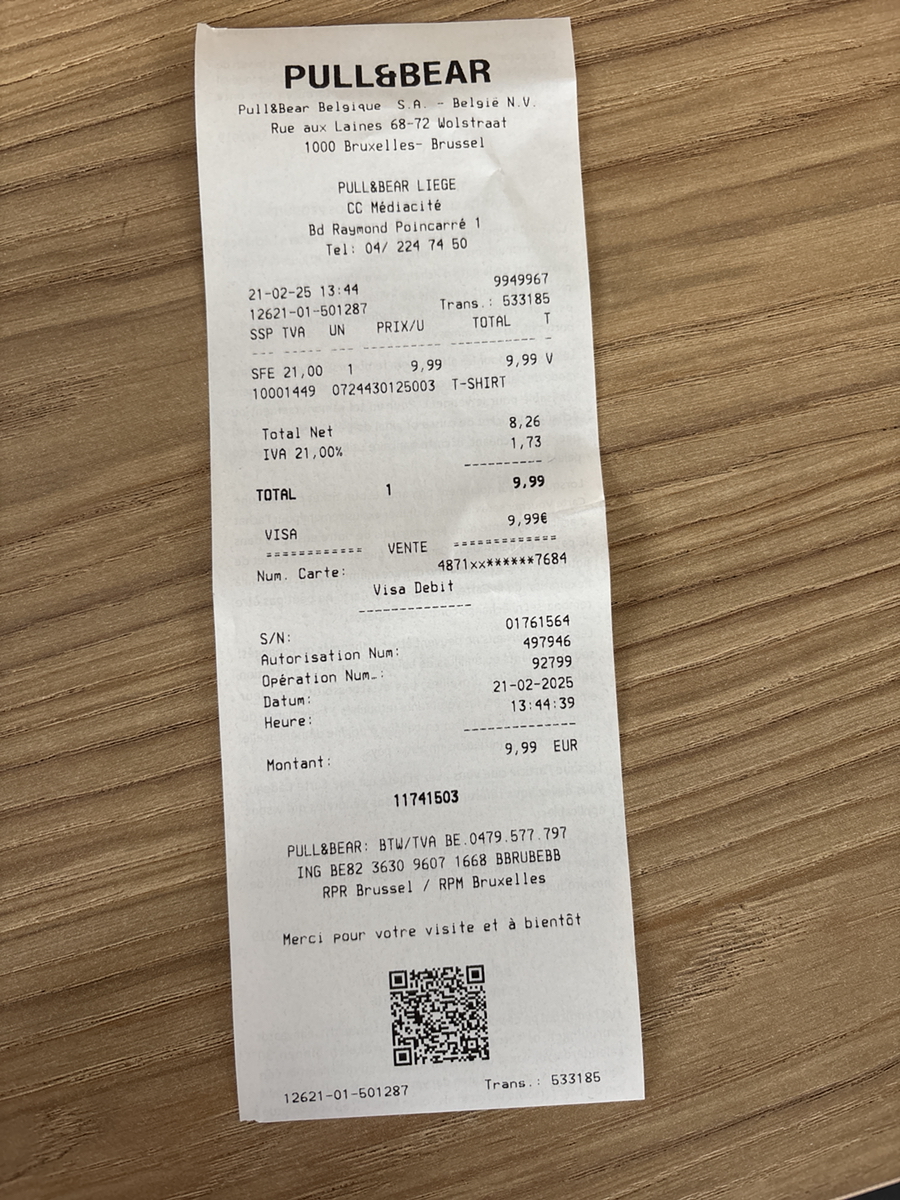 PULL&BEAR
Pull&Bear Belgique S.A. - België N.V.
Rue aux Laines 68-72 Wolstraat
1000 Bruxelles- Brussel
PULL&BEAR LIEGE
CC Médiacité
Bd Raymond Poincarré 1
Tel: 04/ 224 74 50
21-02-25 13:44 9949967
12621-01-501287 Trans.: 533185
SSP TVA UN PRIX/U TOTAL T
--- ----- --- ---------- ----------- -
SFE 21,00 1 9,99 9,99 V
10001449 0724430125003 T-SHIRT
Total Net 8,26
IVA 21,00% 1,73
----------
TOTAL 1 9,99
VISA 9,99€
============ VENTE =============
Num. Carte: 4871xx******7684
Visa Debit
--------------
S/N: 01761564
Autorisation Num: 497946
Opération Num.: 92799
Datum: 21-02-2025
Heure: 13:44:39
--------------
Montant: 9,99 EUR
11741503
PULL&BEAR: BTW/TVA BE.0479.577.797
ING BE82 3630 9607 1668 BBRUBEBB
RPR Brussel / RPM Bruxelles
Merci pour votre visite et à bientôt
12621-01-501287 Trans.: 533185